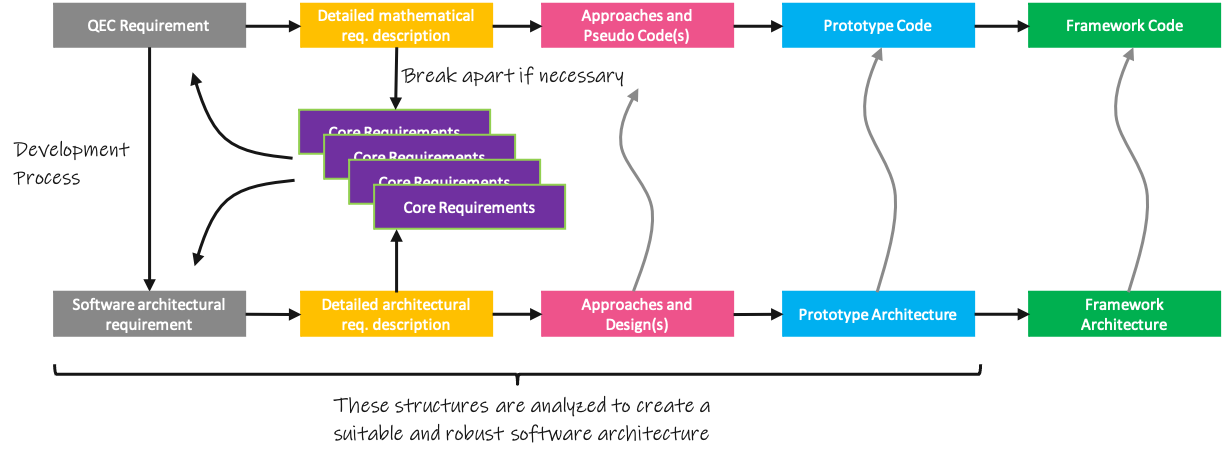 QEC Requirement
Detailed mathematical
req. description
Approaches and
Pseudo Code(s)
Prototype Code
Framework Code
Break apart if necessary
Core Requirements
Core Requirements
Core Requirements
Core Requirements
Development
Process
Software architectural
requirement
Detailed architectural
req. description
Approaches and
Design(s)
Prototype Architecture
Framework
Architecture
These structures are analyzed to create a
suitable and robust software architecture